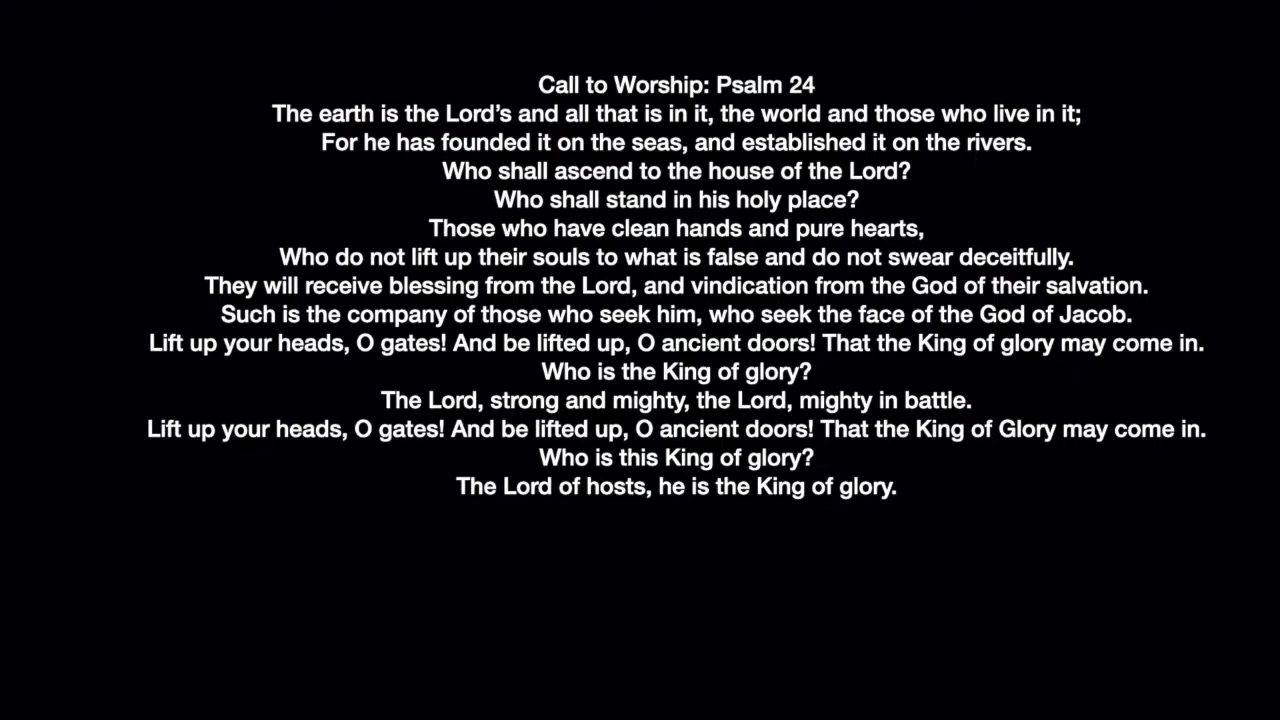 Call to Worship: Psalm 24
The earth is the Lord’s and all that is in it, the world and those who live in it;
For he has founded it on the seas, and established it on the rivers.
Who shall ascend to the house of the Lord?
Who shall stand in his holy place?
Those who have clean hands and pure hearts,
Who do not lift up their souls to what is false and do not swear deceitfully.
They will receive blessing from the Lord, and vindication from the God of their salvation.
Such is the company of those who seek him, who seek the face of the God of Jacob.
Lift up your heads, O gates! And be lifted up, O ancient doors! That the King of glory may come in.
Who is the King of glory?
The Lord, strong and mighty, the Lord, mighty in battle.
Lift up your heads, O gates! And be lifted up, O ancient doors! That the King of Glory may come in.
Who is this King of glory?
The Lord of hosts, he is the King of glory.